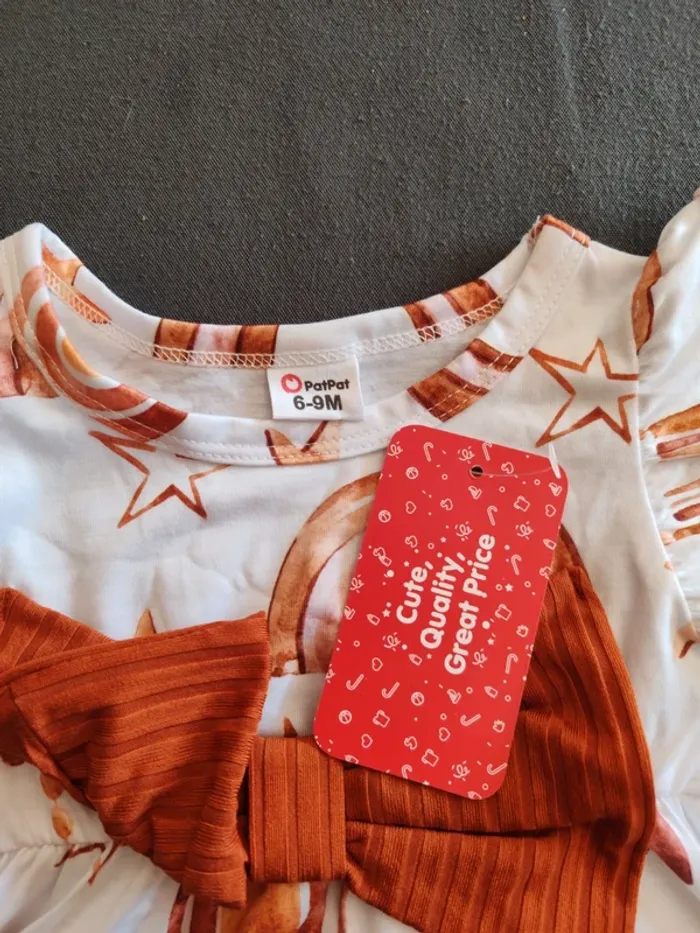 PatPat
6-9M
Cute,
Quality,
Great Price